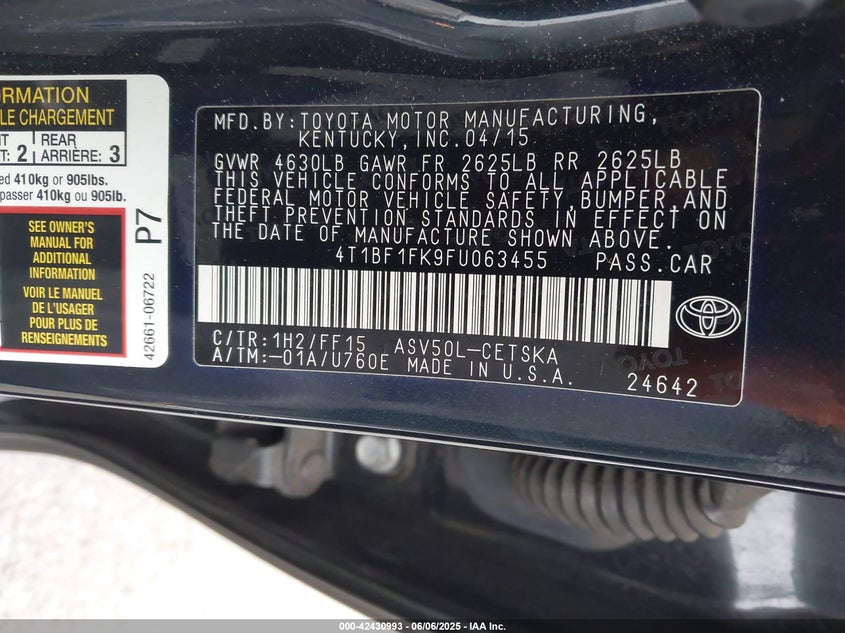 ORMATION
LE CHARGEMENT
T: 2 REAR ARRIÈRE: 3
ed 410kg or 905lbs.
passer 410kg ou 905lb.
SEE OWNER'S
MANUAL FOR
ADDITIONAL
INFORMATION
VOIR LE MANUEL
DE L'USAGER
POUR PLUS DE
RENSEIGNEMENTS
P7
42661-06722
MFD.BY:TOYOTA MOTOR MANUFACTURING,
KENTUCKY,INC.04/15
GVWR 4630LB GAWR FR 2625LB RR 2625LB
THIS VEHICLE CONFORMS TO ALL APPLICABLE
FEDERAL MOTOR VEHICLE SAFETY,BUMPER,AND
THEFT PREVENTION STANDARDS IN EFFECT ON
THE DATE OF MANUFACTURE SHOWN ABOVE.
4T1BF1FK9FU063455 PASS.CAR
C/TR:1H2/FF15 ASV50L-CETSKA
A/TM:-01A/U760E MADE IN U.S.A.
24642
000-42430993 - 06/06/2025 - IAA Inc.